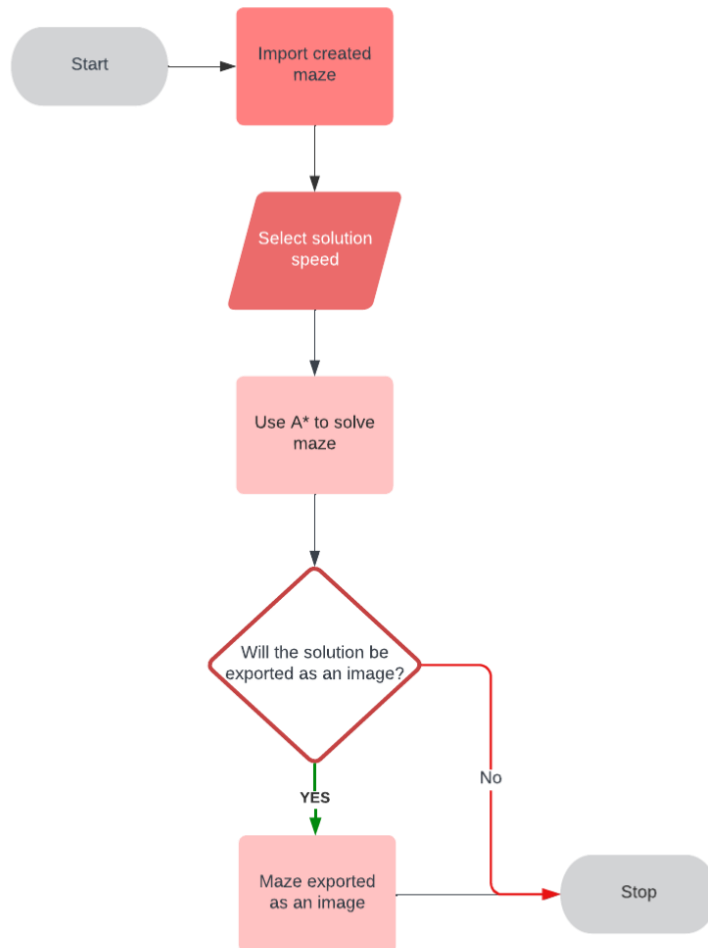 Start
Import created
maze
Select solution
speed
Use A* to solve
maze
Will the solution be
exported as an image?
No
YES
Maze exported
as an image
Stop